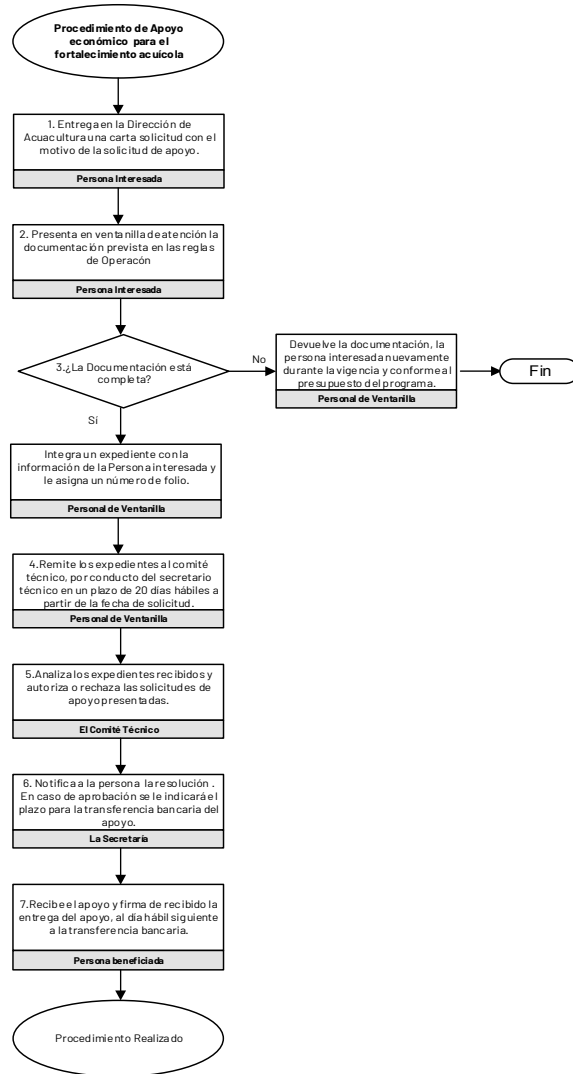 Procedimiento de Apoyo
económico para el
fortalecimiento acuícola
1. Entrega en la Dirección de
Acuacultura una carta solicitud con el
motivo de la solicitud de apoyo.
Persona Interesada
2. Presenta en ventanilla de atención la
documentación prevista en las reglas
de Operacón
Persona Interesada
3.¿La Documentación está
completa?
No
Devuelve la documentación, la
persona interesada nuevamente
durante la vigencia y conforme al
presupuesto del programa.
Personal de Ventanilla
Fin
Sí
Integra un expediente con la
información de la Persona interesada y
le asigna un número de folio.
Personal de Ventanilla
4.Remite los expedientes al comité
técnico, por conducto del secretario
técnico en un plazo de 20 días hábiles a
partir de la fecha de solicitud.
Personal de Ventanilla
5.Analiza los expedientes recibidos y
autoriza o rechaza las solicitudes de
apoyo presentadas.
El Comité Técnico
6. Notifica a la persona la resolución .
En caso de aprobación se le indicará el
plazo para la transferencia bancaria del
apoyo.
La Secretaría
7.Recibe el apoyo y firma de recibido la
entrega del apoyo, al día hábil siguiente
a la transferencia bancaria.
Persona beneficiada
Procedimiento Realizado